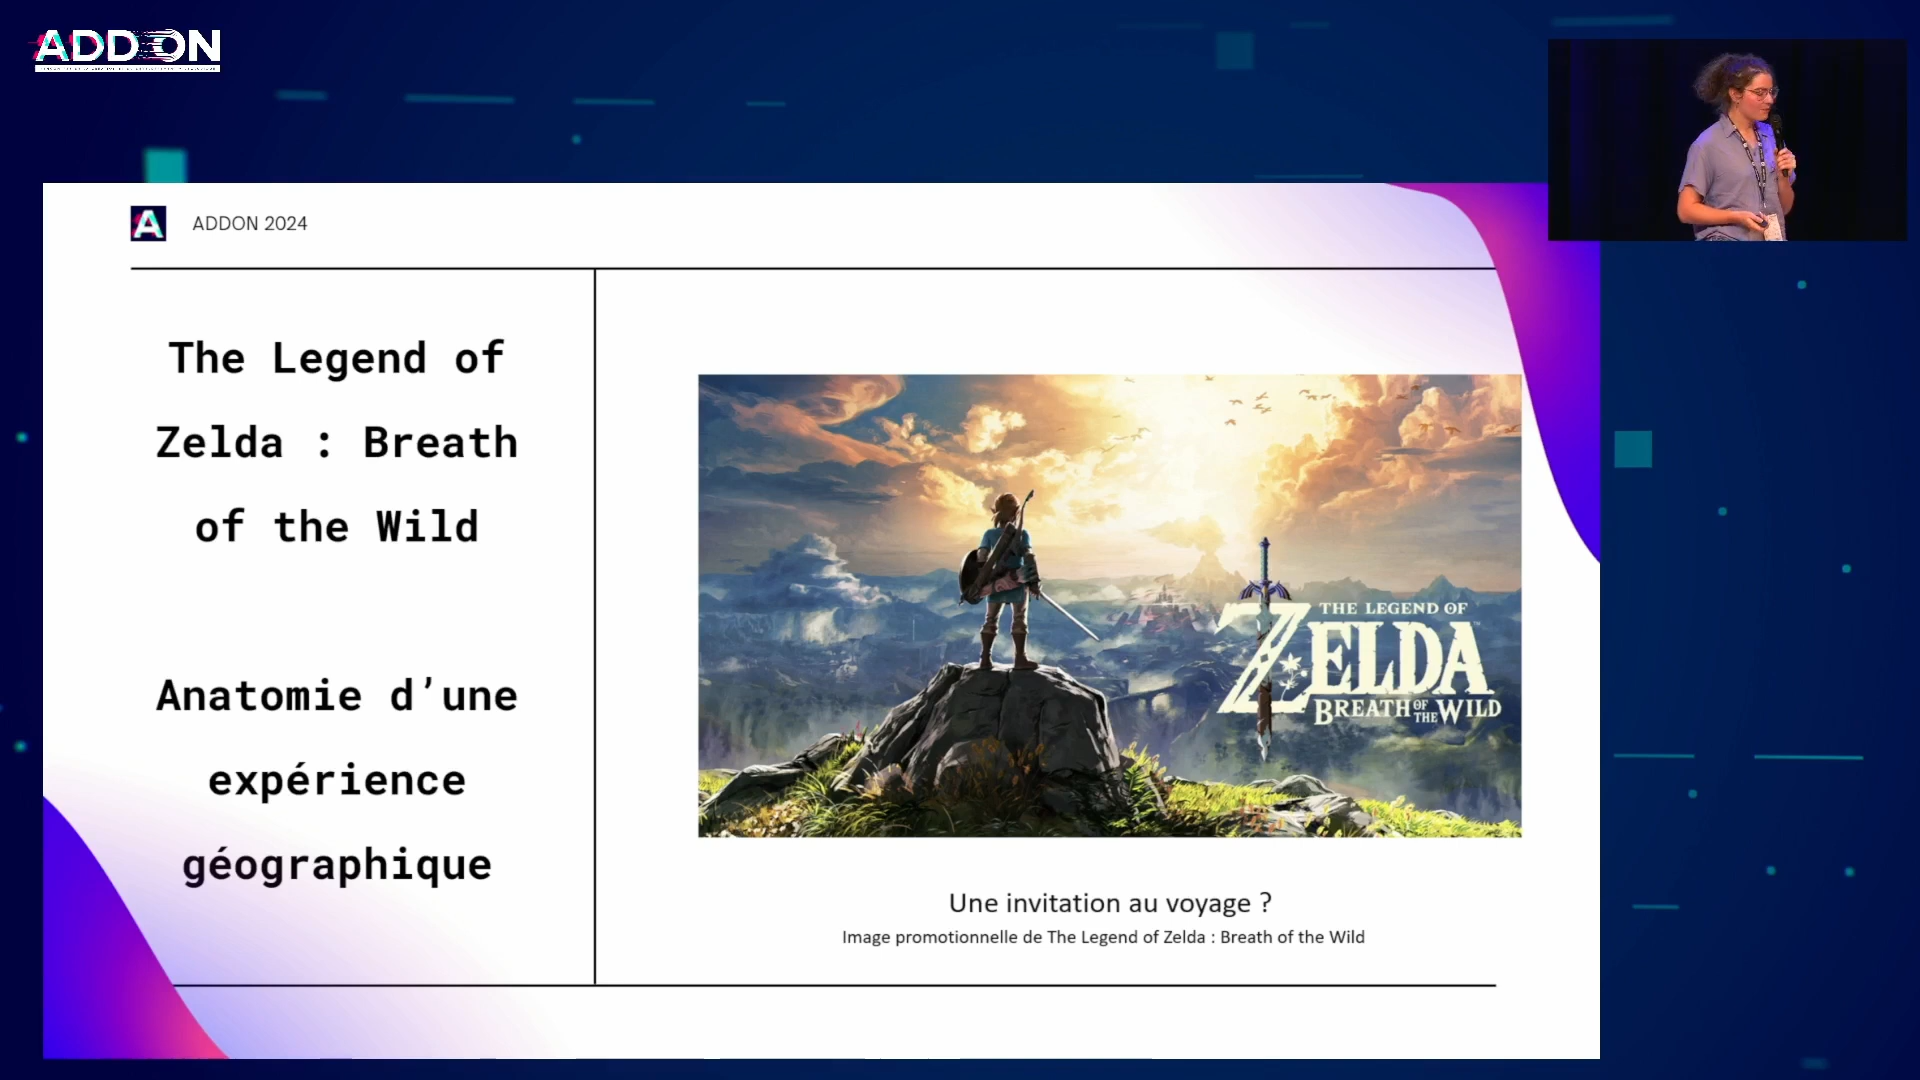 ADDON
ADDON 2024
The Legend of
Zelda : Breath
of the Wild
Anatomie d’une
expérience
géographique
THE LEGEND OF
ZELDA
BREATH OF THE WILD
Une invitation au voyage ?
Image promotionnelle de The Legend of Zelda : Breath of the Wild